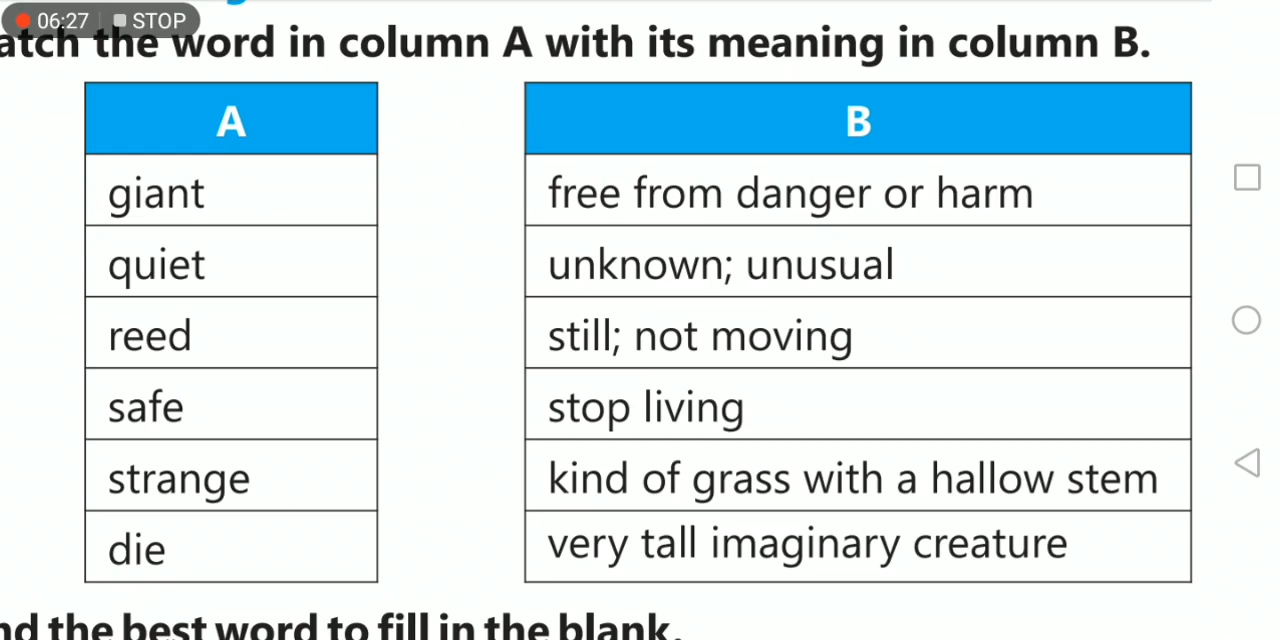 06:27 STOP
atch the word in column A with its meaning in column B.
A B
giant free from danger or harm
quiet unknown; unusual
reed still; not moving
safe stop living
strange kind of grass with a hallow stem
die very tall imaginary creature
nd the best word to fill in the blank.